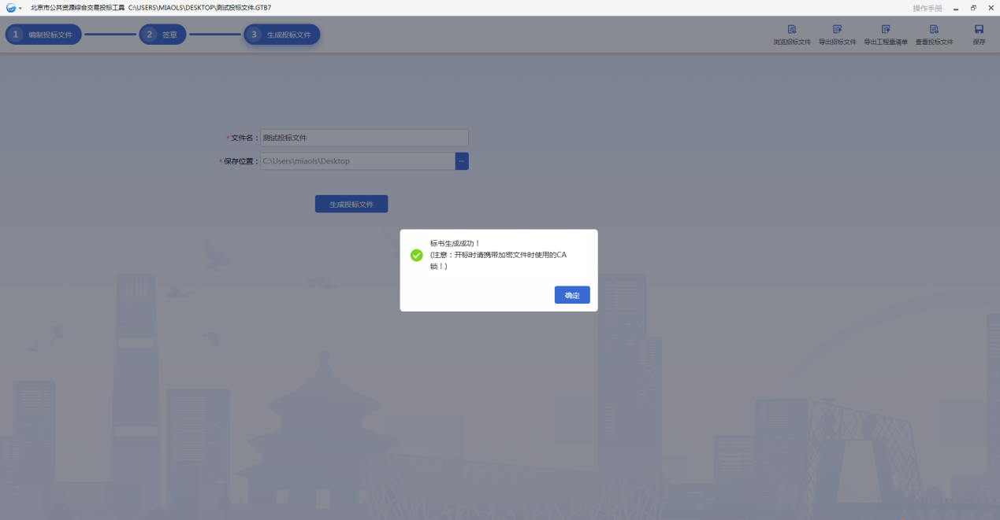 北京市公共资源综合交易投标工具 C:\USERS\MIAOLS\DESKTOP\测试投标文件.GTB7
操作手册
1 编制投标文件
2 签章
3 生成投标文件
浏览招标文件
导出招标文件
导出工程量清单
查看投标文件
保存
*文件名：测试投标文件
*保存位置：C:\Users\miaols\Desktop
...
生成投标文件
标书生成成功！
(注意：开标时请携带加密文件时使用的CA
锁！)
确定